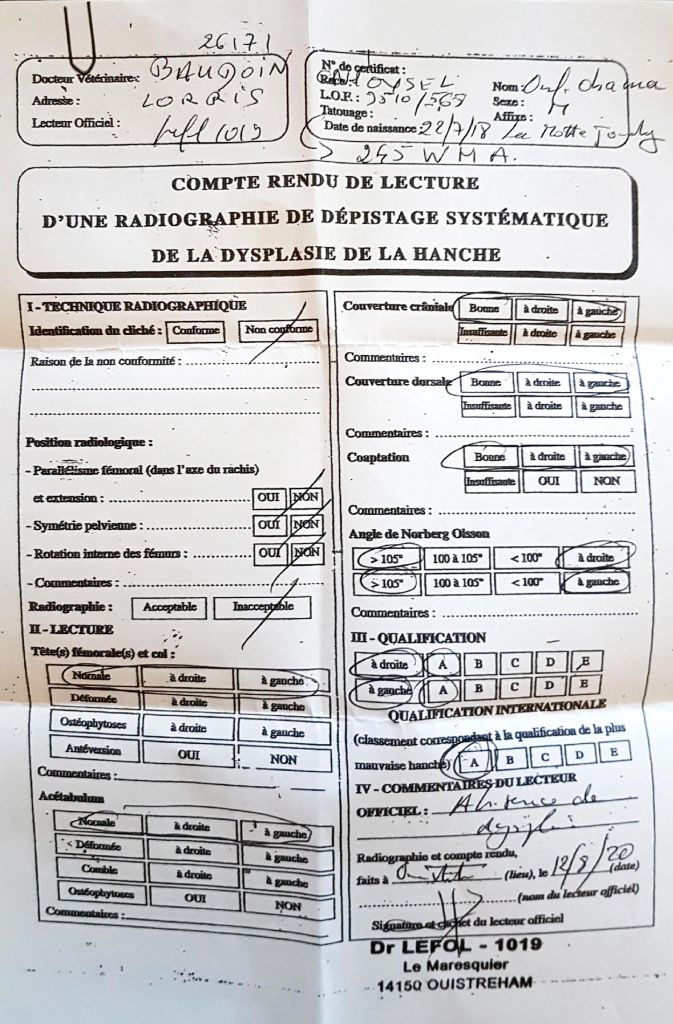 26171
Docteur Vétérinaire : BAUDOIN
Adresse : LORRIS
Lecteur Officiel : 1019
N° de certificat :
Race HOVSEL Nom : Onf. chama
L.O.F. : 9510/567 Sexe : M
Tatouage : Affixe :
Date de naissance 22/7/18 La Motte
> 245 WMA.
COMPTE RENDU DE LECTURE
D'UNE RADIOGRAPHIE DE DÉPISTAGE SYSTÉMATIQUE
DE LA DYSPLASIE DE LA HANCHE
I - TECHNIQUE RADIOGRAPHIQUE
Identification du cliché : Conforme Non conforme
Raison de la non conformité :
Position radiologique :
- Parallélisme fémoral (dans l'axe du rachis)
et extension : OUI NON
- Symétrie pelvienne : OUI NON
- Rotation interne des fémurs : OUI NON
- Commentaires :
Radiographie : Acceptable Inacceptable
II - LECTURE
Tête(s) fémorale(s) et col :
Normale à droite à gauche
Déformée à droite à gauche
Ostéophytoses à droite à gauche
Antéversion OUI NON
Commentaires :
Acétabulum
Normale à droite à gauche
Déformée à droite à gauche
Comble à droite à gauche
Ostéophytoses OUI NON
Commentaires :
Couverture crâniale Bonne à droite à gauche
Insuffisante à droite à gauche
Commentaires :
Couverture dorsale Bonne à droite à gauche
Insuffisante à droite à gauche
Commentaires :
Coaptation Bonne à droite à gauche
Insuffisante OUI NON
Commentaires :
Angle de Norberg Olsson
> 105° 100 à 105° < 100° à droite
> 105° 100 à 105° < 100° à gauche
Commentaires :
III - QUALIFICATION
à droite A B C D E
à gauche A B C D E
QUALIFICATION INTERNATIONALE
(classement correspondant à la qualification de la plus
mauvaise hanche) A B C D E
IV - COMMENTAIRES DU LECTEUR
OFFICIEL : Absence de
dysplasie
Radiographie et compte rendu,
faits à (lieu), le 12/8/20 (date)
(nom du lecteur officiel)
Signature et cachet du lecteur officiel
Dr LEFOL - 1019
Le Maresquier
14150 OUISTREHAM